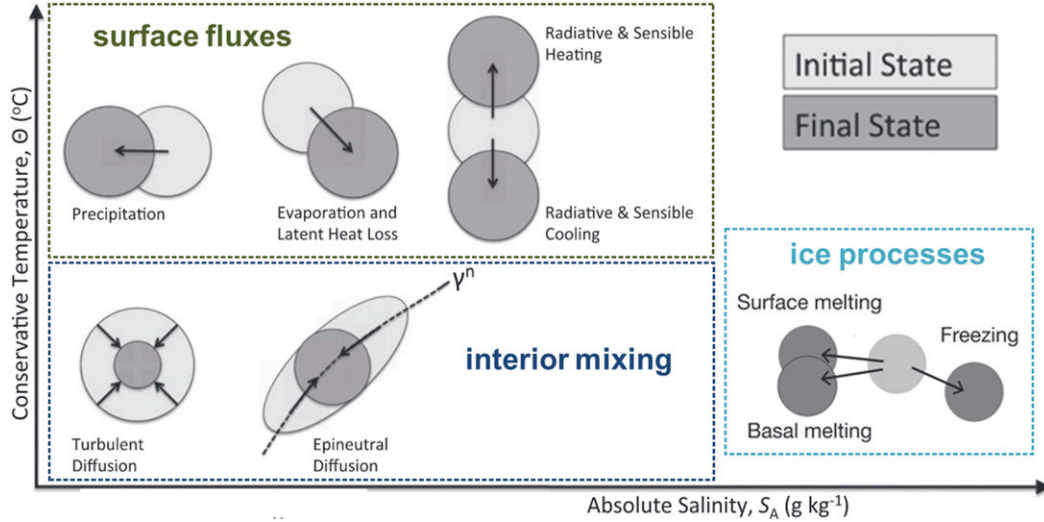 surface fluxes
Radiative & Sensible
Heating
Initial State
Final State
Precipitation
Evaporation and
Latent Heat Loss
Radiative & Sensible
Cooling
ice processes
Surface melting
Freezing
Basal melting
γⁿ
interior mixing
Turbulent
Diffusion
Epineutral
Diffusion
Conservative Temperature, Θ (⁰C)
Absolute Salinity, S_A (g kg⁻¹)